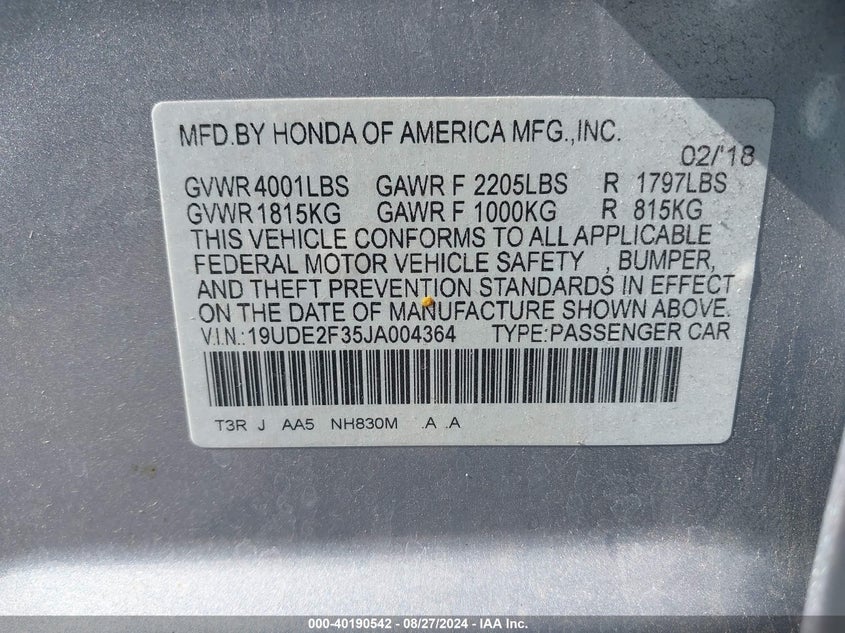 MFD.BY HONDA OF AMERICA MFG.,INC.
02/'18
GVWR 4001LBS GAWR F 2205LBS R 1797LBS
GVWR 1815KG GAWR F 1000KG R 815KG
THIS VEHICLE CONFORMS TO ALL APPLICABLE
FEDERAL MOTOR VEHICLE SAFETY , BUMPER,
AND THEFT PREVENTION STANDARDS IN EFFECT
ON THE DATE OF MANUFACTURE SHOWN ABOVE.
V.I.N.:19UDE2F35JA004364 TYPE:PASSENGER CAR
T3R J AA5 NH830M .A .A
000-40190542 - 08/27/2024 - IAA Inc.